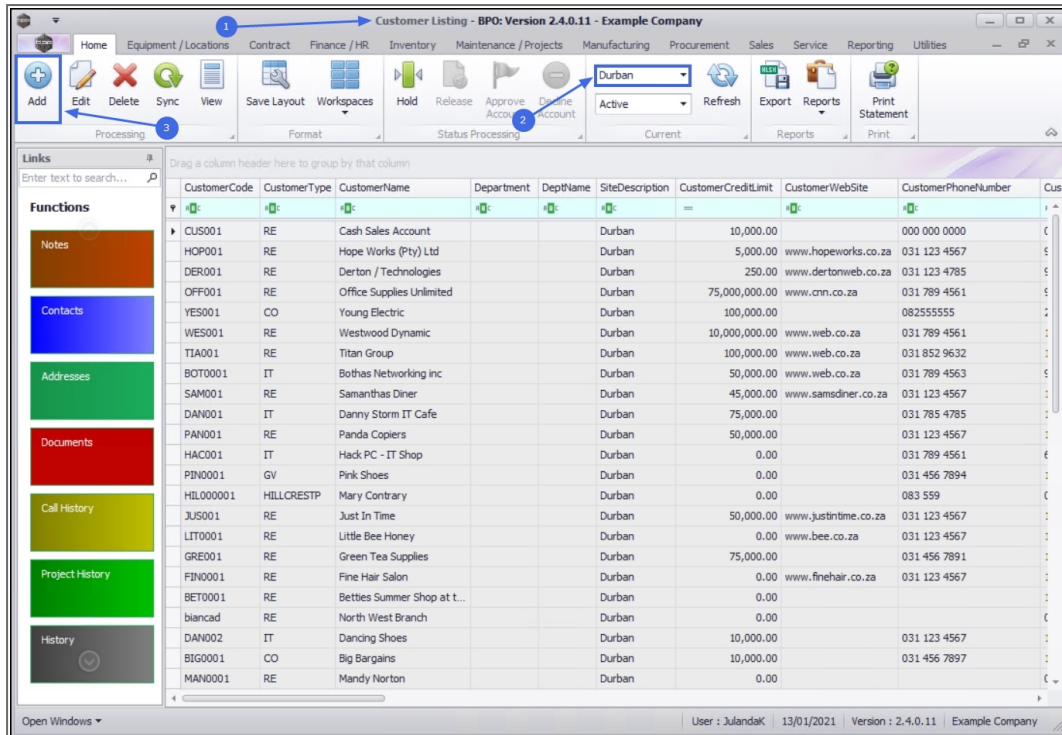 1
Customer Listing - BPO: Version 2.4.0.11 - Example Company
Home Equipment / Locations Contract Finance / HR Inventory Maintenance / Projects Manufacturing Procurement Sales Service Reporting Utilities
Add Edit Delete Sync View Save Layout Workspaces Hold Release Approve Account Decline Account Durban Active Refresh Export Reports Print Statement
2
3
Processing Format Status Processing Current Reports Print
Links
Enter text to search...
Functions
Notes
Contacts
Addresses
Documents
Call History
Project History
History
Drag a column header here to group by that column
CustomerCode CustomerType CustomerName Department DeptName SiteDescription CustomerCreditLimit CustomerWebSite CustomerPhoneNumber Cus
CUS001 RE Cash Sales Account Durban 10,000.00 000 000 0000
HOP001 RE Hope Works (Pty) Ltd Durban 5,000.00 www.hopeworks.co.za 031 123 4567
DER001 RE Derton / Technologies Durban 250.00 www.dertonweb.co.za 031 123 4785
OFF001 RE Office Supplies Unlimited Durban 75,000,000.00 www.cnn.co.za 031 789 4561
YES001 CO Young Electric Durban 100,000.00 082555555
WES001 RE Westwood Dynamic Durban 10,000,000.00 www.web.co.za 031 789 4561
TIA001 RE Titan Group Durban 100,000.00 www.web.co.za 031 852 9632
BOT0001 IT Bothas Networking inc Durban 50,000.00 www.web.co.za 031 789 4563
SAM001 RE Samanthas Diner Durban 45,000.00 www.samsdiner.co.za 031 123 4567
DAN001 IT Danny Storm IT Cafe Durban 75,000.00 031 785 4785
PAN001 RE Panda Copiers Durban 50,000.00 031 123 4567
HAC001 IT Hack PC - IT Shop Durban 0.00 031 789 4561
PIN0001 GV Pink Shoes Durban 0.00 031 456 7894
HIL000001 HILLCRESTP Mary Contrary Durban 0.00 083 559
JUS001 RE Just In Time Durban 50,000.00 www.justintime.co.za 031 123 4567
LIT0001 RE Little Bee Honey Durban 0.00 www.bee.co.za 031 123 4567
GRE001 RE Green Tea Supplies Durban 75,000.00 031 456 7891
FIN0001 RE Fine Hair Salon Durban 0.00 www.finehair.co.za 031 123 4567
BET0001 RE Betties Summer Shop at t... Durban 0.00
biancad RE North West Branch Durban 0.00
DAN002 IT Dancing Shoes Durban 10,000.00 031 123 4567
BIG0001 CO Big Bargains Durban 10,000.00 031 456 7897
MAN0001 RE Mandy Norton Durban 0.00
Open Windows User : JulandaK 13/01/2021 Version : 2.4.0.11 Example Company